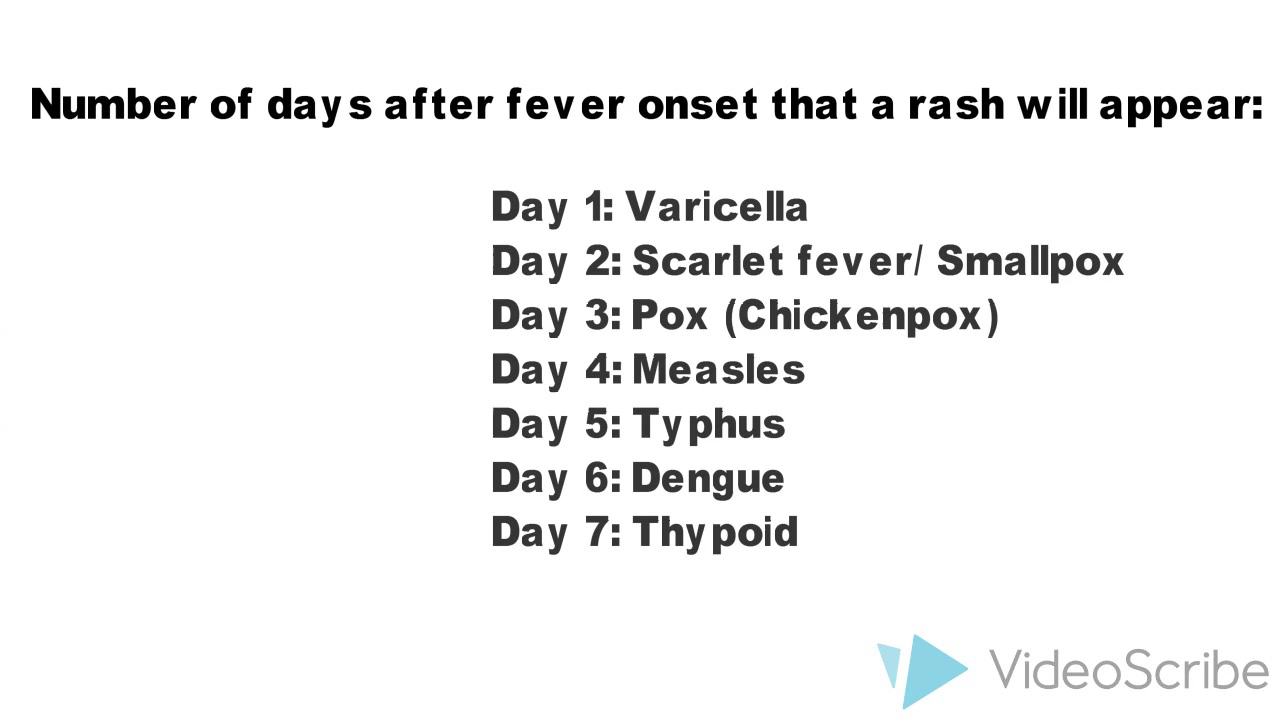 Number of days after fever onset that a rash will appear:
Day 1: Varicella
Day 2: Scarlet fever/ Smallpox
Day 3: Pox (Chickenpox)
Day 4: Measles
Day 5: Typhus
Day 6: Dengue
Day 7: Thypoid
VideoScribe